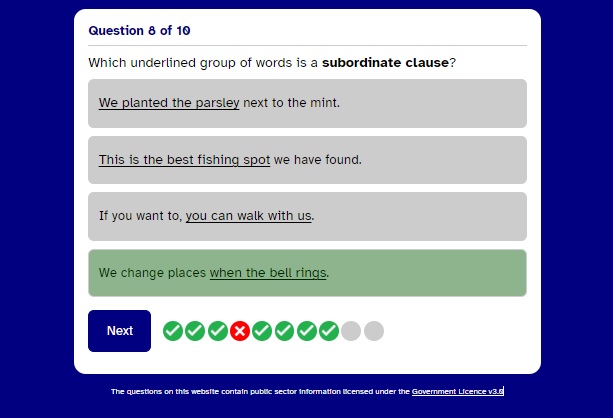 Question 8 of 10
Which underlined group of words is a subordinate clause?
We planted the parsley next to the mint.
This is the best fishing spot we have found.
If you want to, you can walk with us.
We change places when the bell rings.
Next
The questions on this website contain public sector information licensed under the Government Licence v3.0